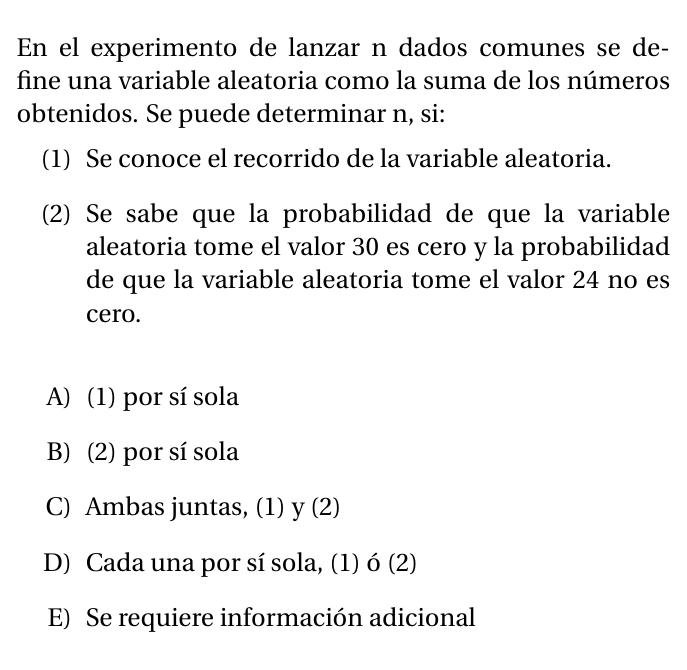 En el experimento de lanzar n dados comunes se de-
fine una variable aleatoria como la suma de los números
obtenidos. Se puede determinar n, si:
(1) Se conoce el recorrido de la variable aleatoria.
(2) Se sabe que la probabilidad de que la variable
aleatoria tome el valor 30 es cero y la probabilidad
de que la variable aleatoria tome el valor 24 no es
cero.
A) (1) por sí sola
B) (2) por sí sola
C) Ambas juntas, (1) y (2)
D) Cada una por sí sola, (1) ó (2)
E) Se requiere información adicional